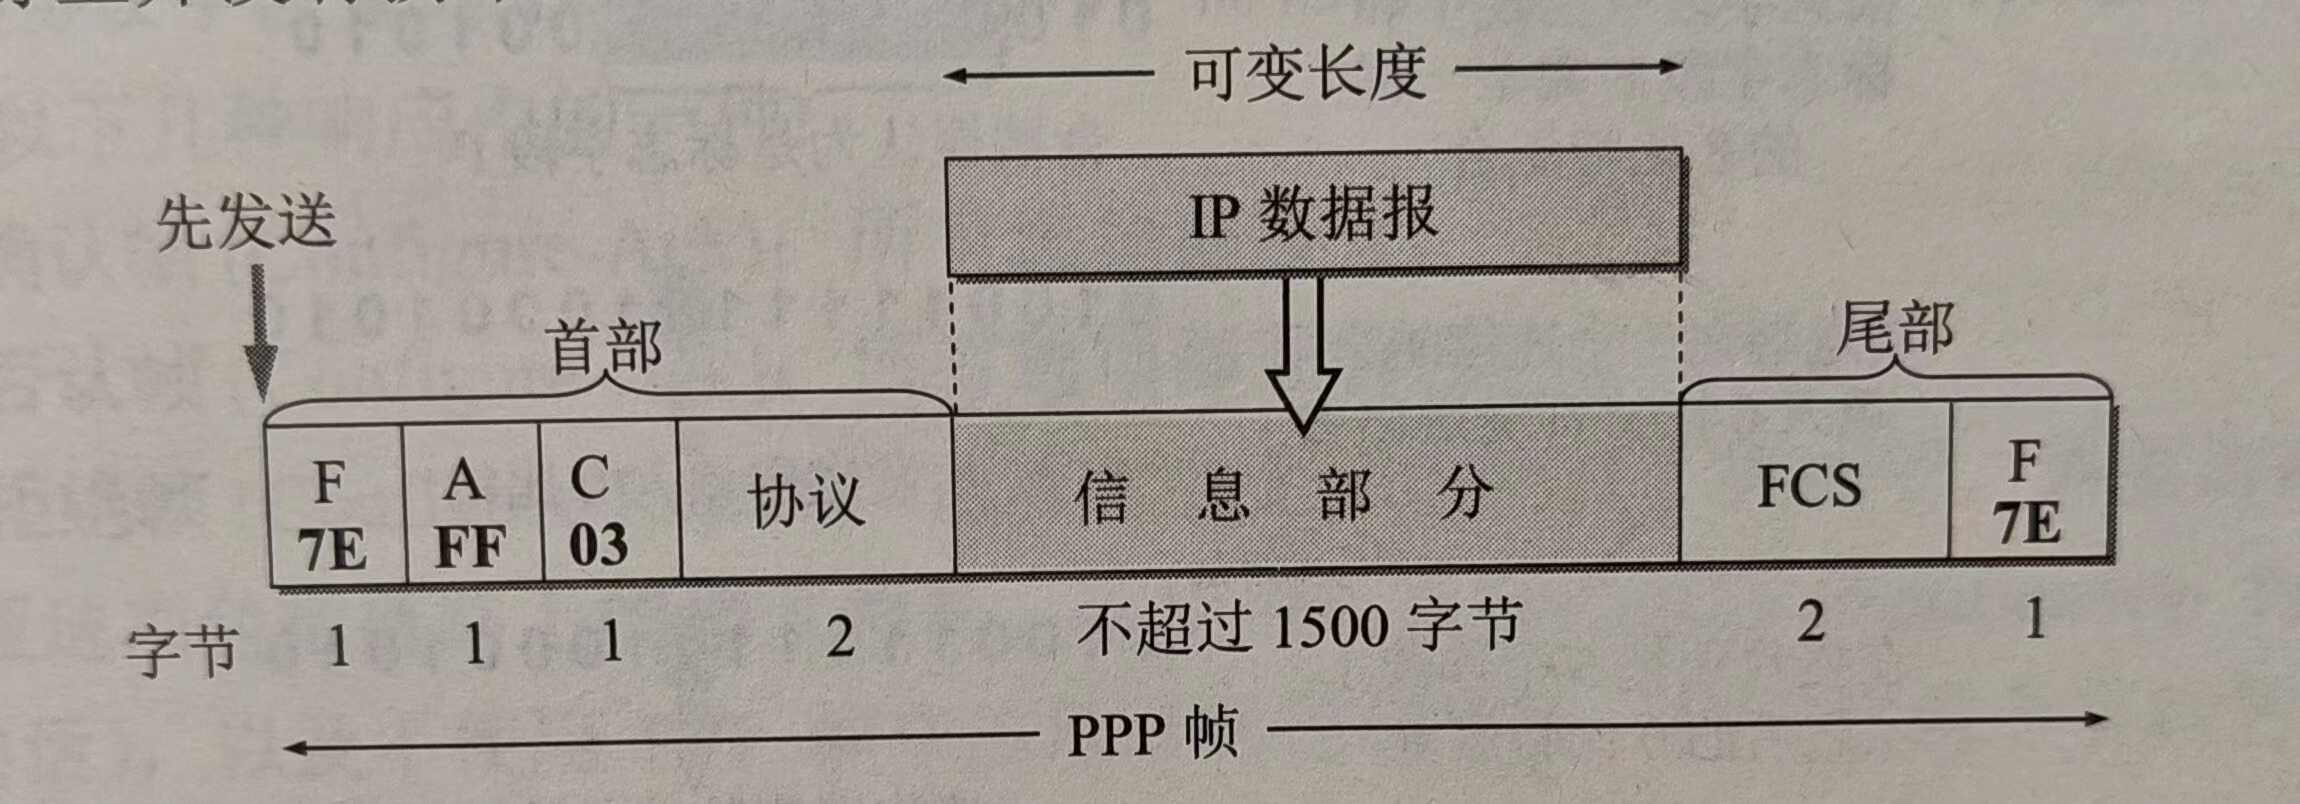 可变长度
IP 数据报
先发送
首部
尾部
F A C 协议 信息部分 FCS F
7E FF 03 7E
字节 1 1 1 2 不超过 1500 字节 2 1
PPP 帧